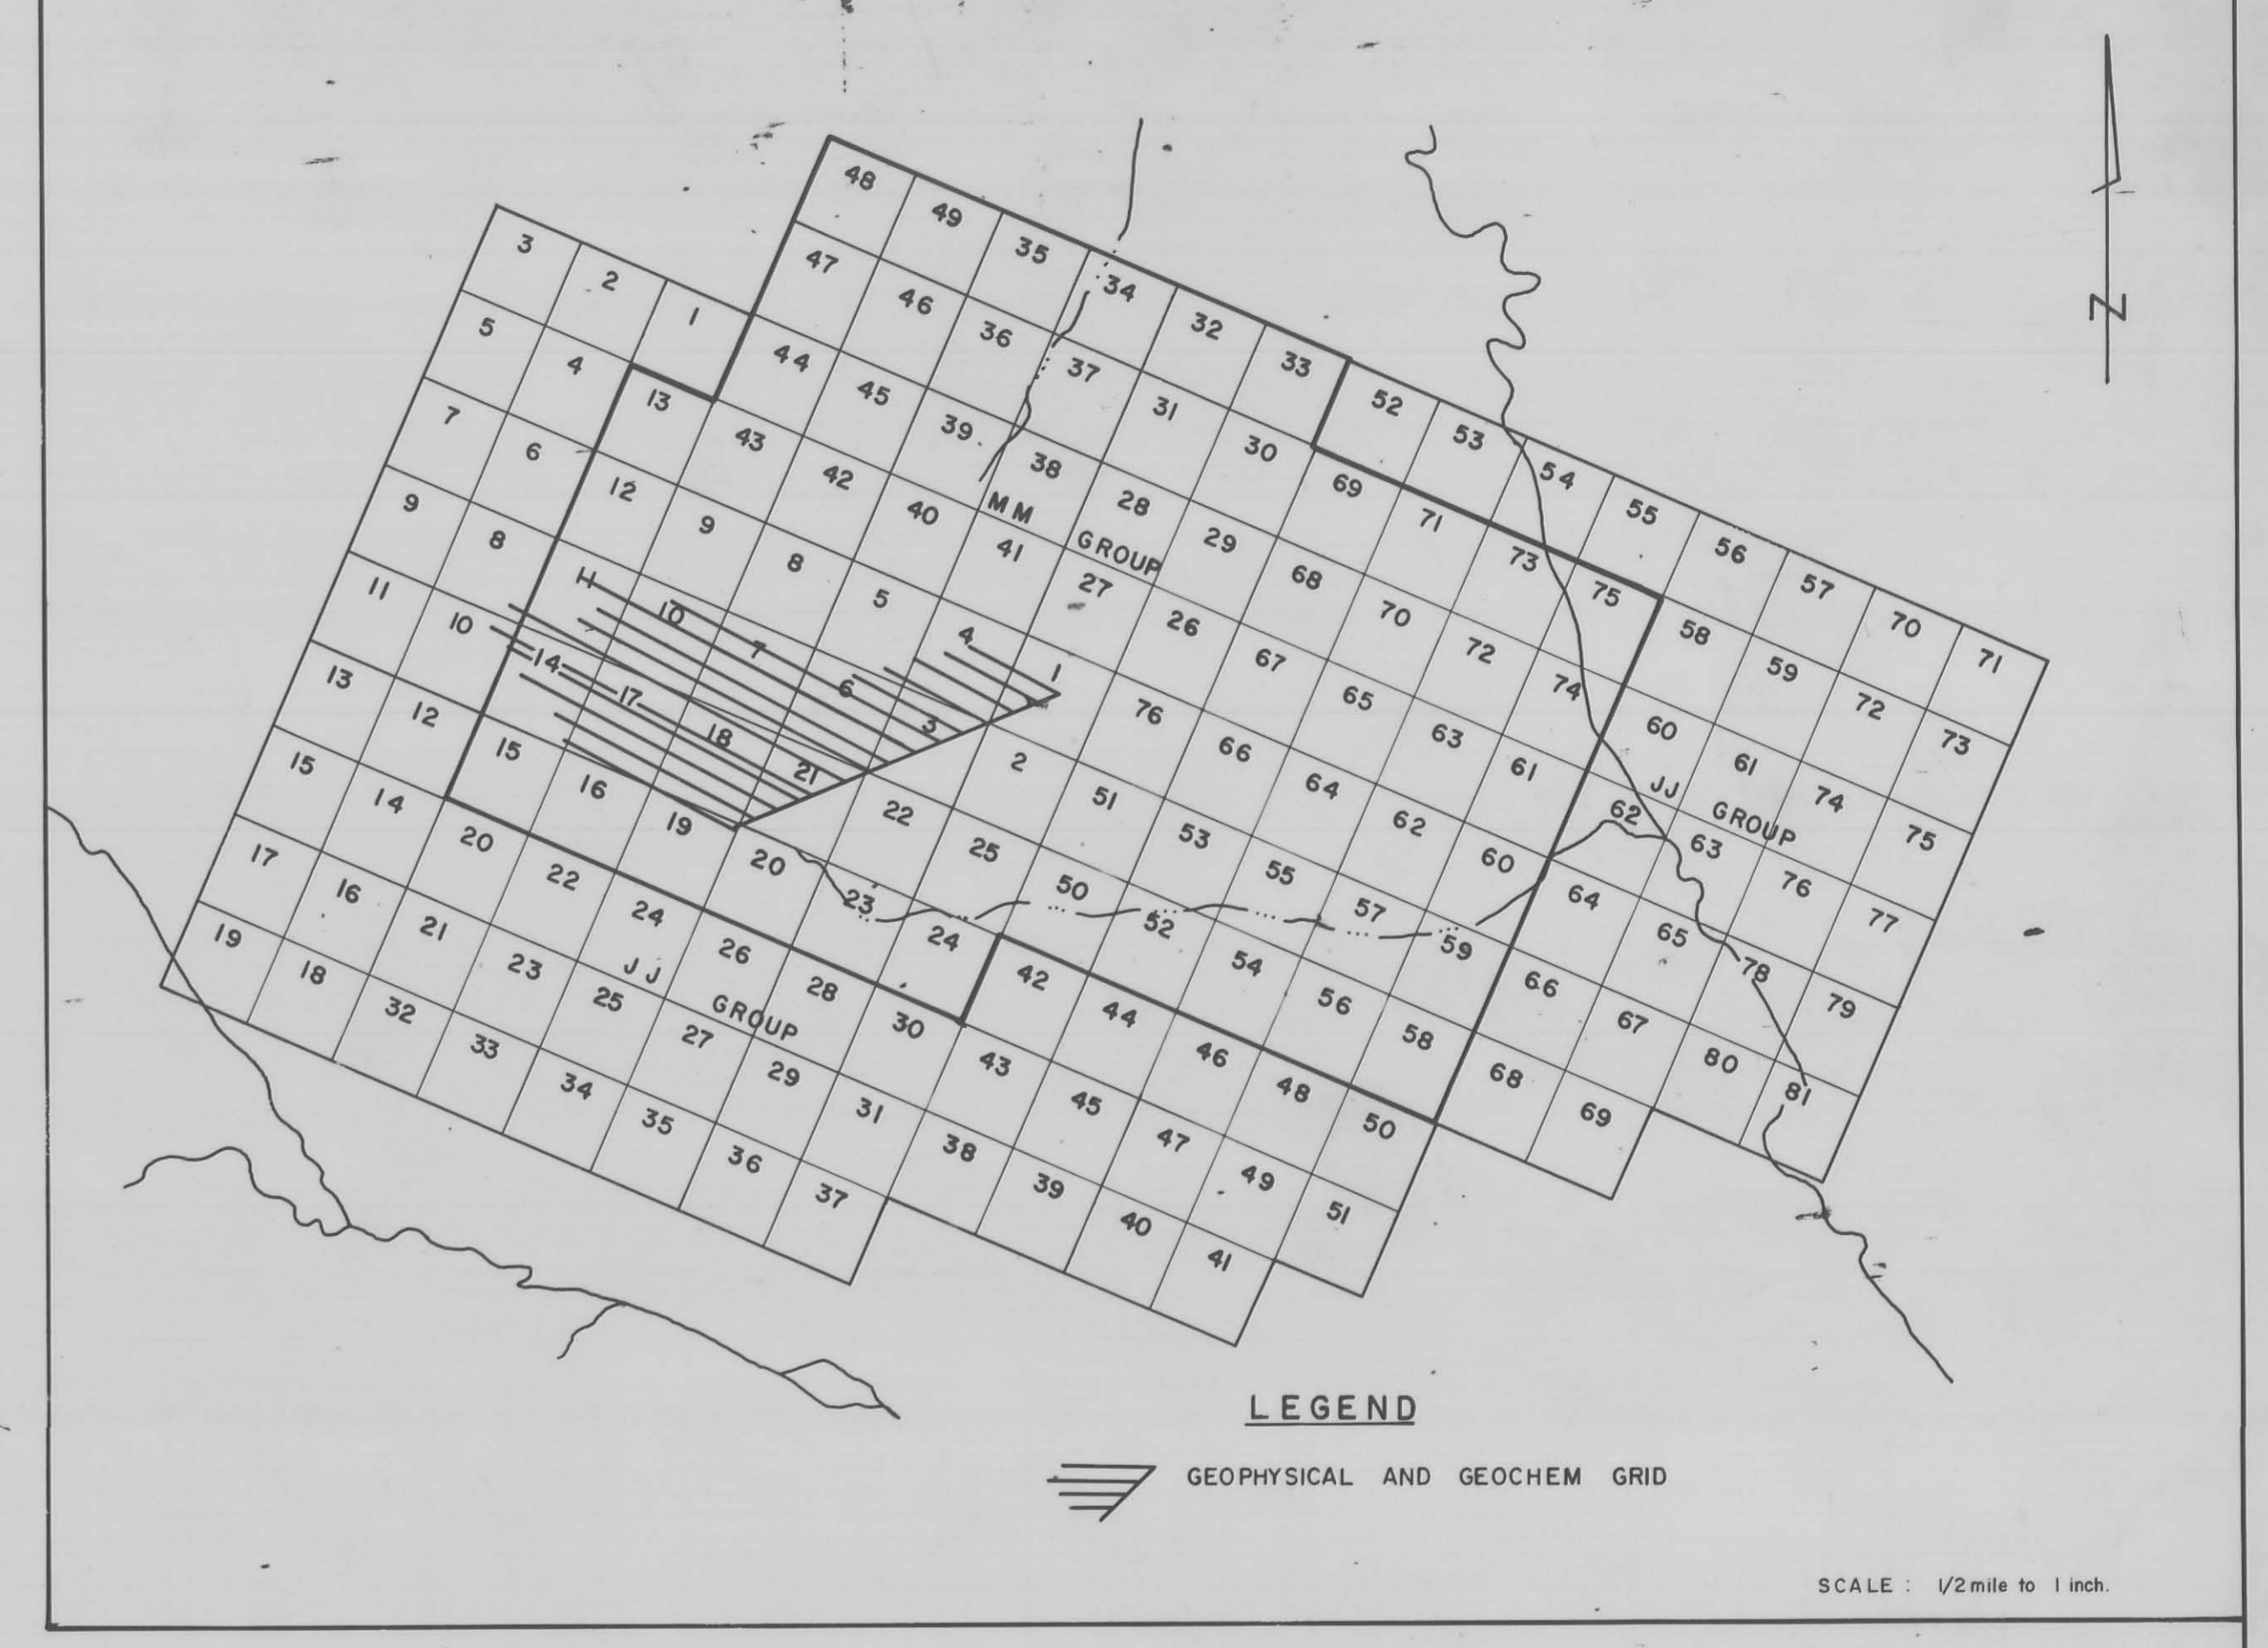 48 49 35 34 32 33 52 53 54 55 56 57 70 71
47 46 36 37 31 30 69 71 73 75 58 59 72 73
3 2 1 44 45 39 38 28 29 68 70 72 74 60 61 74 75
MM GROUP
JJ GROUP
5 4 13 43 42 40 41 27 26 67 65 63 61 62 63 76 77
7 6 12 9 8 5 4 1 76 66 64 62 60 64 65 78 79
9 8 11 10 7 6 3 2 51 53 55 57 59 66 67 80 81
11 10 14 17 18 21 22 25 50 52 54 56 58 68 69
13 12 15 16 19 20 23 24 42 44 46 48 50
15 14 20 22 24 26 28 30 43 45 47 49 51
JJ GROUP
17 16 21 23 25 27 29 31 38 39 40 41
19 18 32 33 34 35 36 37
N
LEGEND
GEOPHYSICAL AND GEOCHEM GRID
SCALE : 1/2 mile to 1 inch.